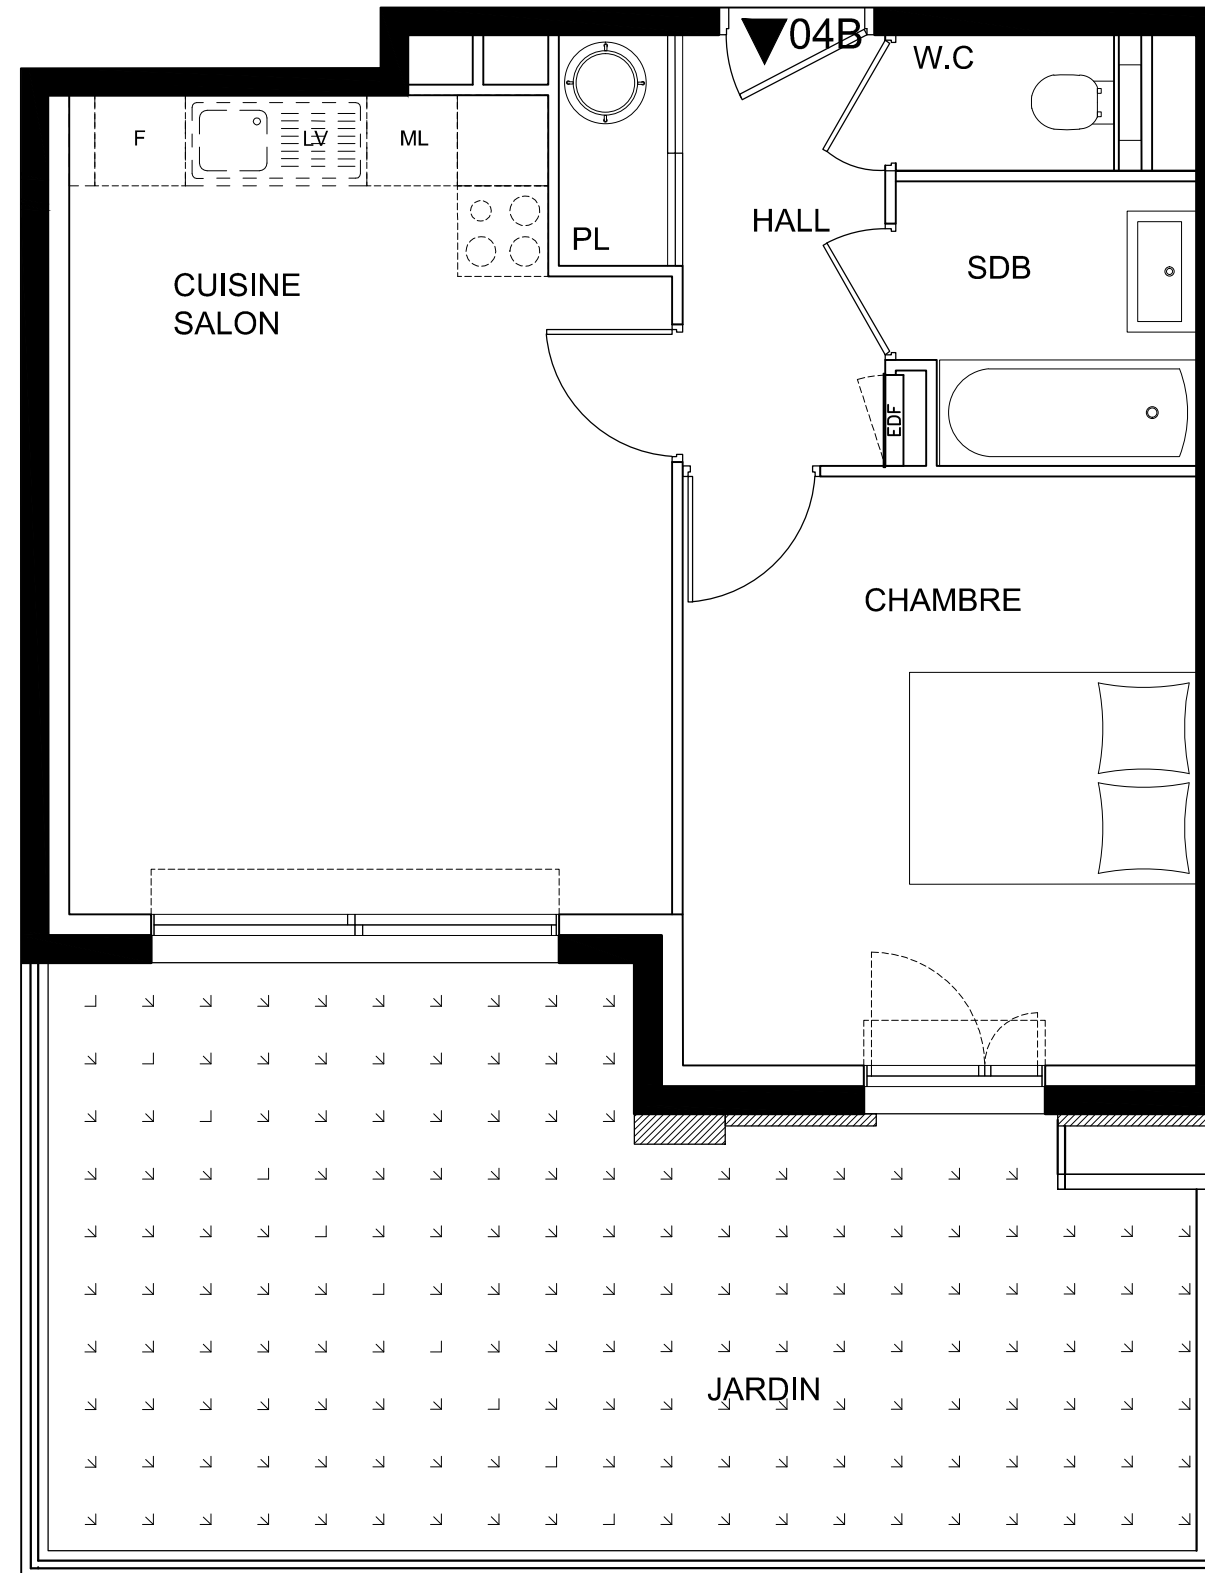 04B
W.C
F
LV
ML
PL
HALL
SDB
CUISINE
SALON
EDF
CHAMBRE
JARDIN